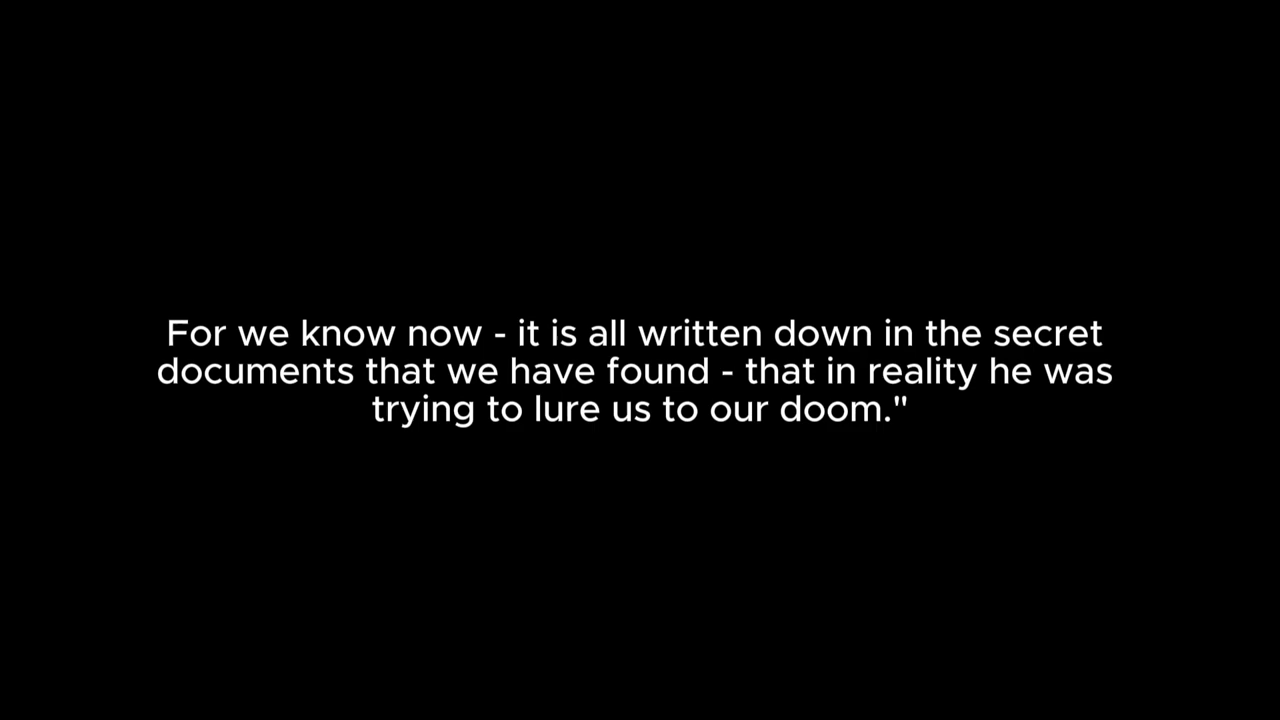 For we know now - it is all written down in the secret
documents that we have found - that in reality he was
trying to lure us to our doom."